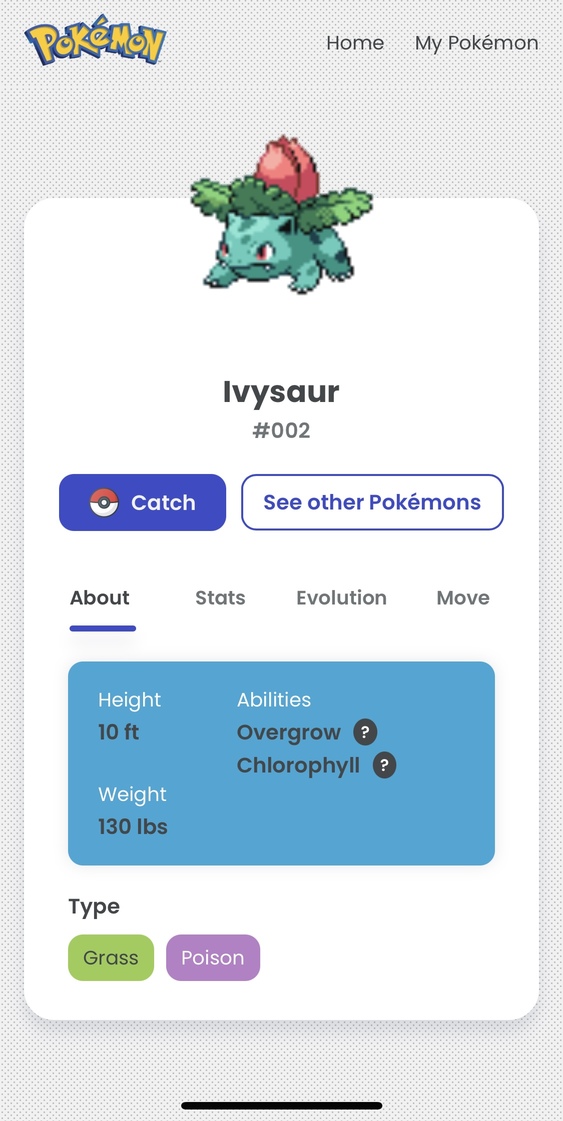 POKéMON
Home My Pokémon
Ivysaur
#002
Catch
See other Pokémons
About Stats Evolution Move
Height
10 ft
Weight
130 lbs
Abilities
Overgrow ?
Chlorophyll ?
Type
Grass Poison